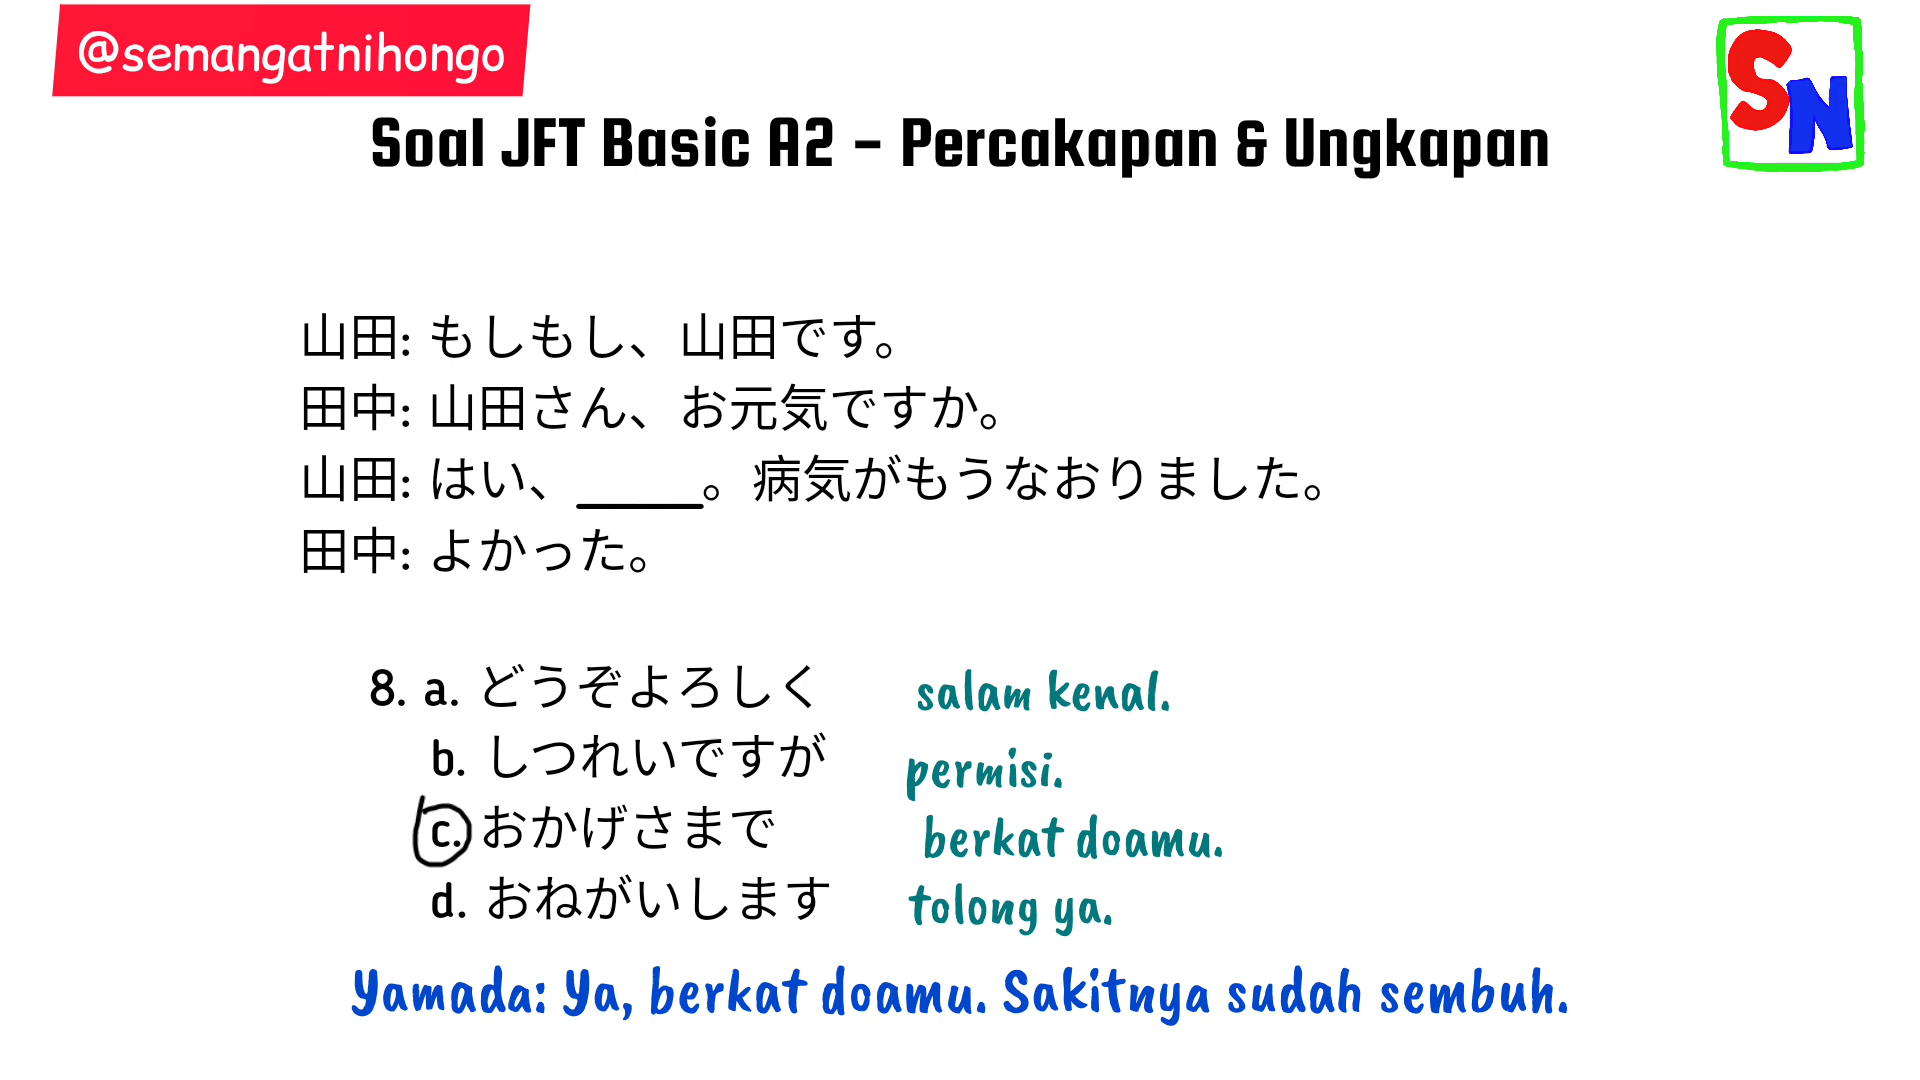 @semangatnihongo
SN
Soal JFT Basic A2 - Percakapan & Ungkapan
山田: もしもし、山田です。
田中: 山田さん、お元気ですか。
山田: はい、_____。病気がもうなおりました。
田中: よかった。
8. a. どうぞよろしく salam kenal.
b. しつれいですが permisi.
c. おかげさまで berkat doamu.
d. おねがいします tolong ya.
Yamada: Ya, berkat doamu. Sakitnya sudah sembuh.